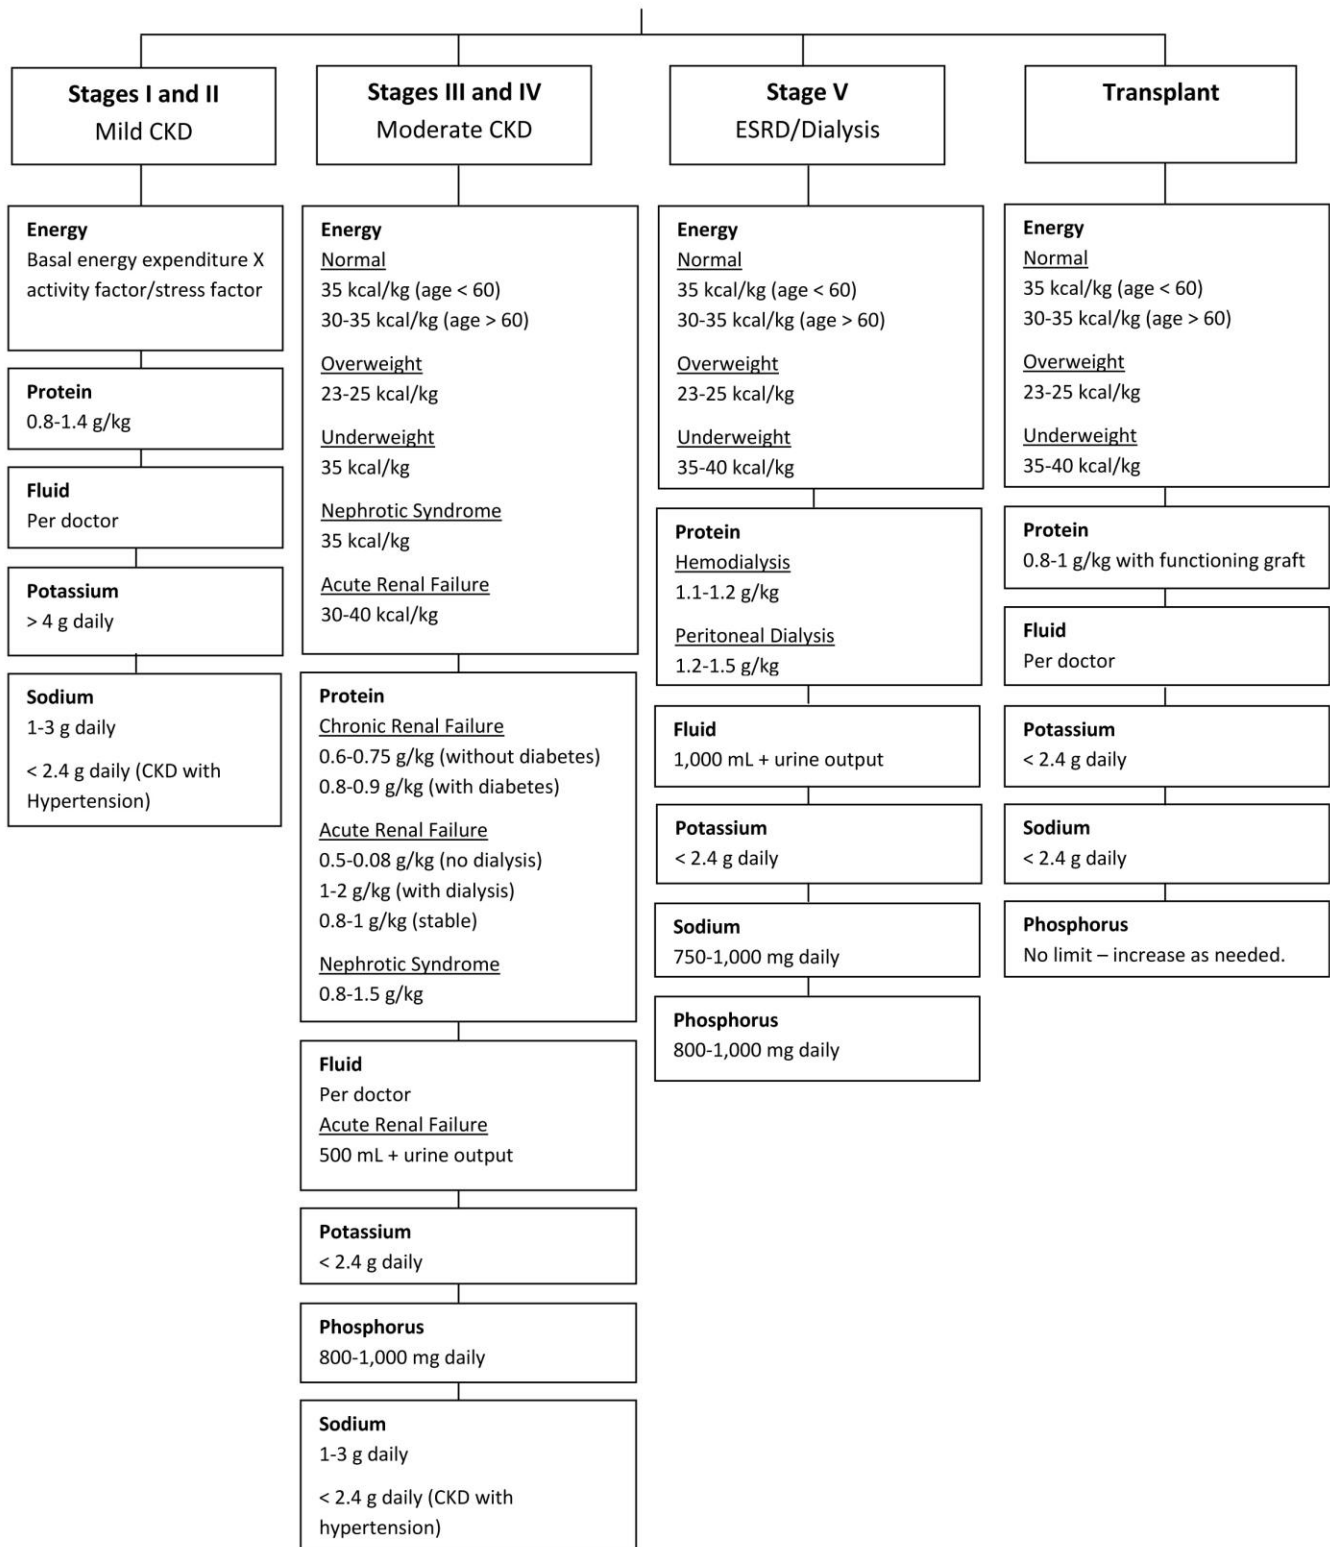 Stages I and II
Mild CKD
Energy
Basal energy expenditure X
activity factor/stress factor
Protein
0.8-1.4 g/kg
Fluid
Per doctor
Potassium
> 4 g daily
Sodium
1-3 g daily
< 2.4 g daily (CKD with
Hypertension)
Stages III and IV
Moderate CKD
Energy
Normal
35 kcal/kg (age < 60)
30-35 kcal/kg (age > 60)
Overweight
23-25 kcal/kg
Underweight
35 kcal/kg
Nephrotic Syndrome
35 kcal/kg
Acute Renal Failure
30-40 kcal/kg
Protein
Chronic Renal Failure
0.6-0.75 g/kg (without diabetes)
0.8-0.9 g/kg (with diabetes)
Acute Renal Failure
0.5-0.08 g/kg (no dialysis)
1-2 g/kg (with dialysis)
0.8-1 g/kg (stable)
Nephrotic Syndrome
0.8-1.5 g/kg
Fluid
Per doctor
Acute Renal Failure
500 mL + urine output
Potassium
< 2.4 g daily
Phosphorus
800-1,000 mg daily
Sodium
1-3 g daily
< 2.4 g daily (CKD with
hypertension)
Stage V
ESRD/Dialysis
Energy
Normal
35 kcal/kg (age < 60)
30-35 kcal/kg (age > 60)
Overweight
23-25 kcal/kg
Underweight
35-40 kcal/kg
Protein
Hemodialysis
1.1-1.2 g/kg
Peritoneal Dialysis
1.2-1.5 g/kg
Fluid
1,000 mL + urine output
Potassium
< 2.4 g daily
Sodium
750-1,000 mg daily
Phosphorus
800-1,000 mg daily
Transplant
Energy
Normal
35 kcal/kg (age < 60)
30-35 kcal/kg (age > 60)
Overweight
23-25 kcal/kg
Underweight
35-40 kcal/kg
Protein
0.8-1 g/kg with functioning graft
Fluid
Per doctor
Potassium
< 2.4 g daily
Sodium
< 2.4 g daily
Phosphorus
No limit – increase as needed.